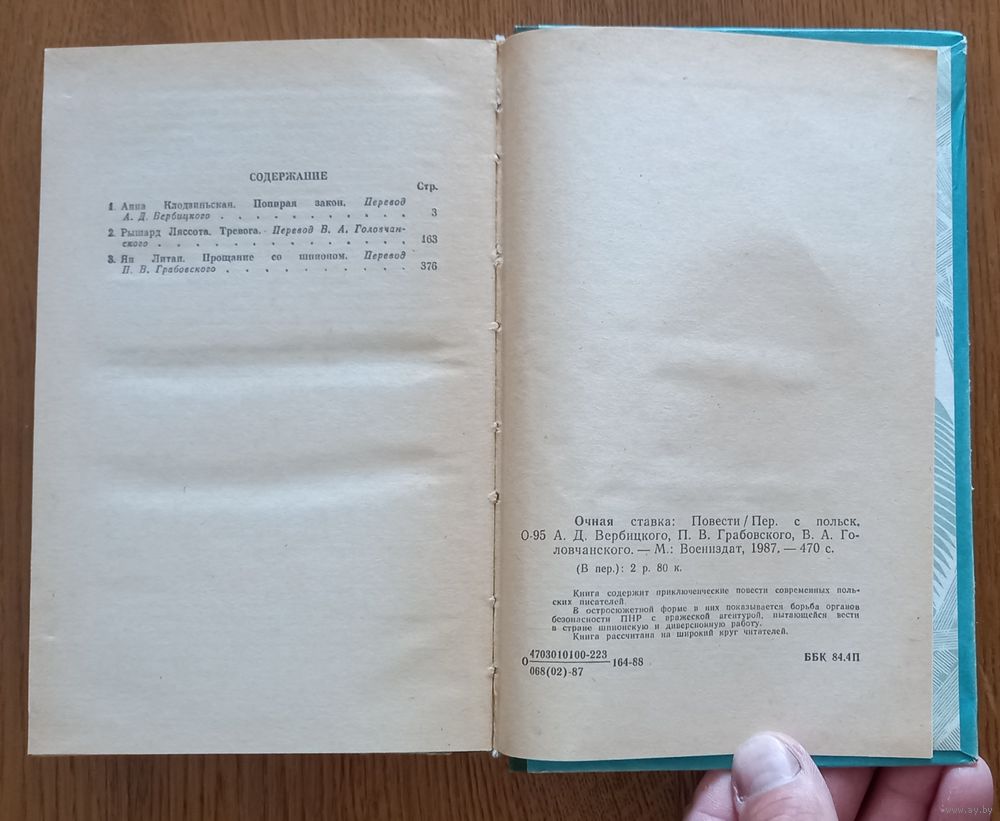 СОДЕРЖАНИЕ
Стр.
1. Анна Клодзиньская. Попирая закон. Перевод
А. Д. Вербицкого . . . . . . . . . . . 3
2. Рышард Ляссота. Тревога. Перевод В. А. Головчан-
ского . . . . . . . . . . . . . . 163
3. Ян Литан. Прощание со шпионом. Перевод
П. В. Грабовского . . . . . . . . . . 376
Очная ставка: Повести / Пер. с польск.
О-95 А. Д. Вербицкого, П. В. Грабовского, В. А. Го-
ловчанского. — М.: Воениздат, 1987. — 470 с.
(В пер.): 2 р. 80 к.
Книга содержит приключенческие повести современных поль-
ских писателей.
В остросюжетной форме в них показывается борьба органов
безопасности ПНР с вражеской агентурой, пытающейся вести
в стране шпионскую и диверсионную работу.
Книга рассчитана на широкий круг читателей.
О 4703010100-223 164-88
068(02)-87
ББК 84.4П
ay.by